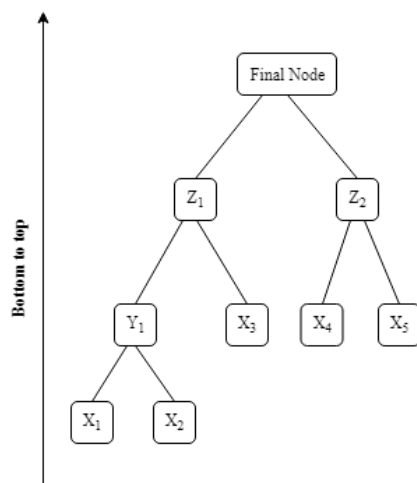 Final Node
Z₁
Z₂
Y₁
X₃
X₄
X₅
X₁
X₂
Bottom to top